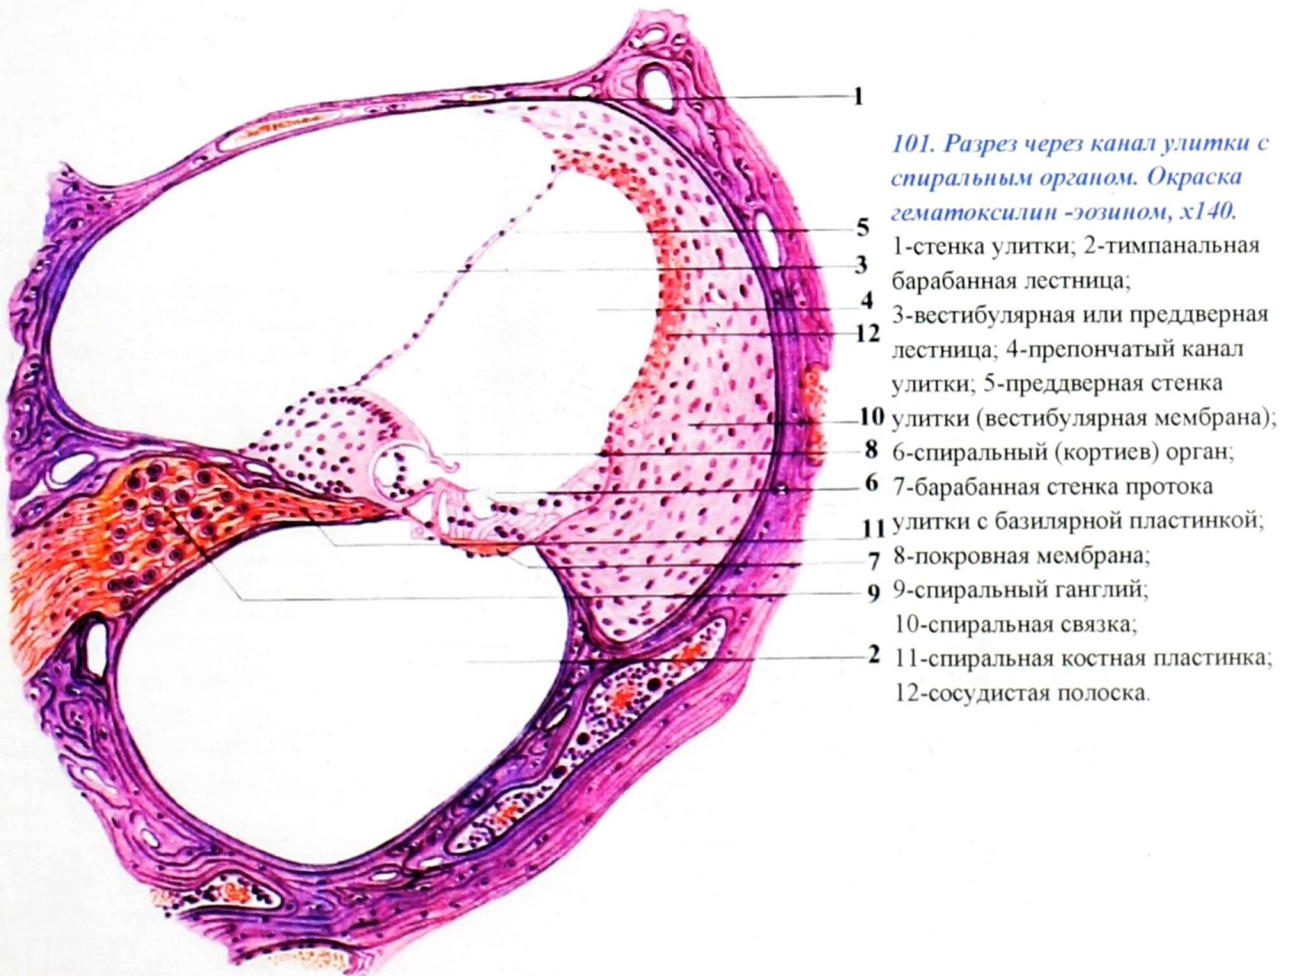 1
5
3
4
12
10
8
6
11
7
9
2
101. Разрез через канал улитки с
спиральным органом. Окраска
гематоксилин -эозином, x140.
1-стенка улитки; 2-тимпанальная
барабанная лестница;
3-вестибулярная или преддверная
лестница; 4-препончатый канал
улитки; 5-преддверная стенка
улитки (вестибулярная мембрана);
6-спиральный (кортиев) орган;
7-барабанная стенка протока
улитки с базилярной пластинкой;
8-покровная мембрана;
9-спиральный ганглий;
10-спиральная связка;
11-спиральная костная пластинка;
12-сосудистая полоска.